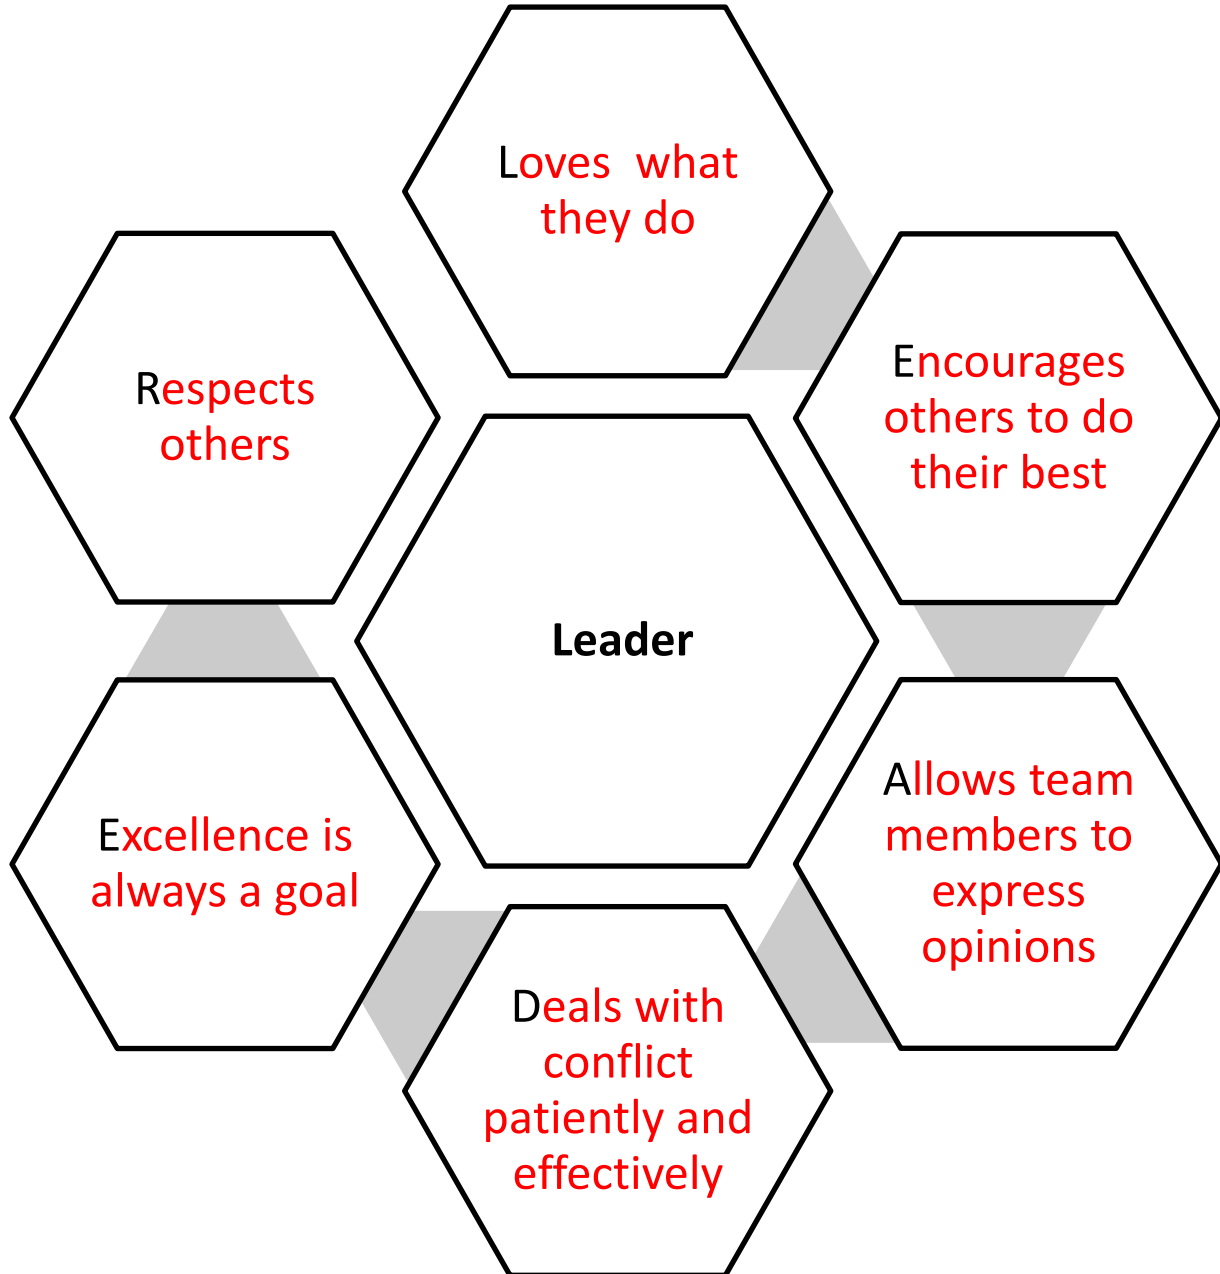 Loves  what
they do
Encourages
others to do
their best
Allows team
members to
express
opinions
Deals with
conflict
patiently and
effectively
Excellence is
always a goal
Respects
others
Leader